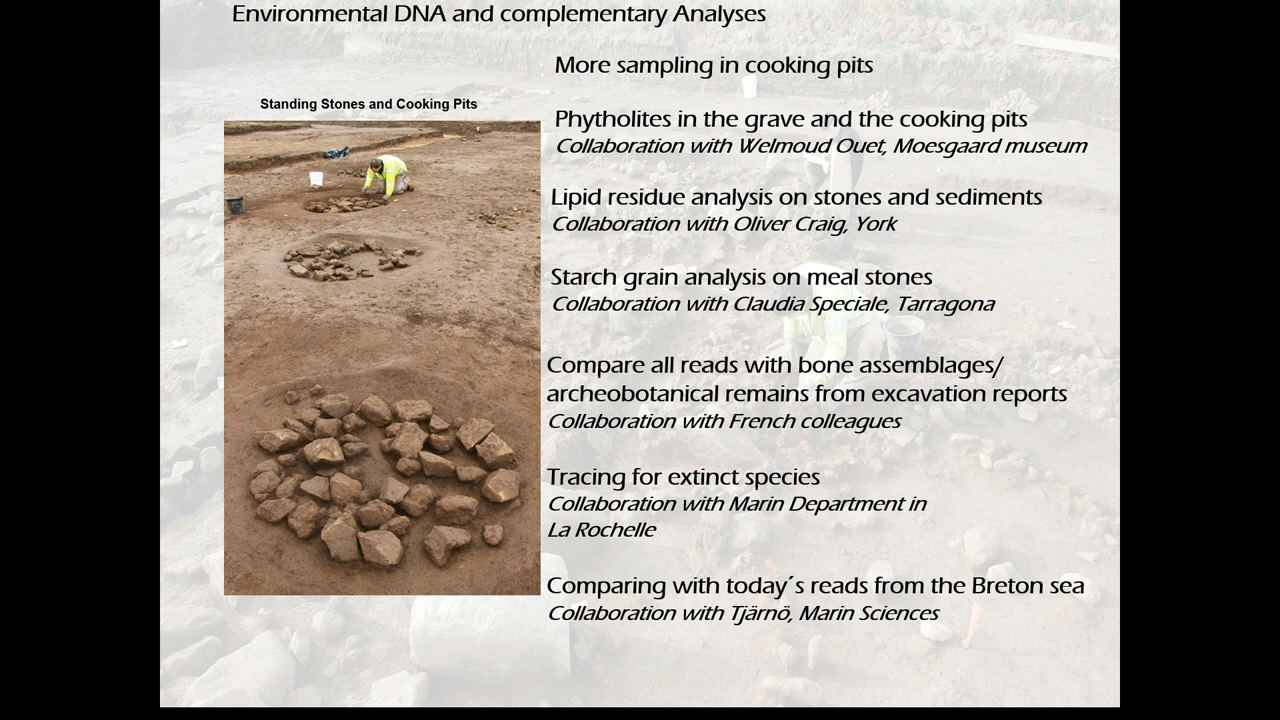 Environmental DNA and complementary Analyses
More sampling in cooking pits
Standing Stones and Cooking Pits
Phytholites in the grave and the cooking pits
Collaboration with Welmoud Ouet, Moesgaard museum
Lipid residue analysis on stones and sediments
Collaboration with Oliver Craig, York
Starch grain analysis on meal stones
Collaboration with Claudia Speciale, Tarragona
Compare all reads with bone assemblages/
archeobotanical remains from excavation reports
Collaboration with French colleagues
Tracing for extinct species
Collaboration with Marin Department in
La Rochelle
Comparing with today´s reads from the Breton sea
Collaboration with Tjärnö, Marin Sciences